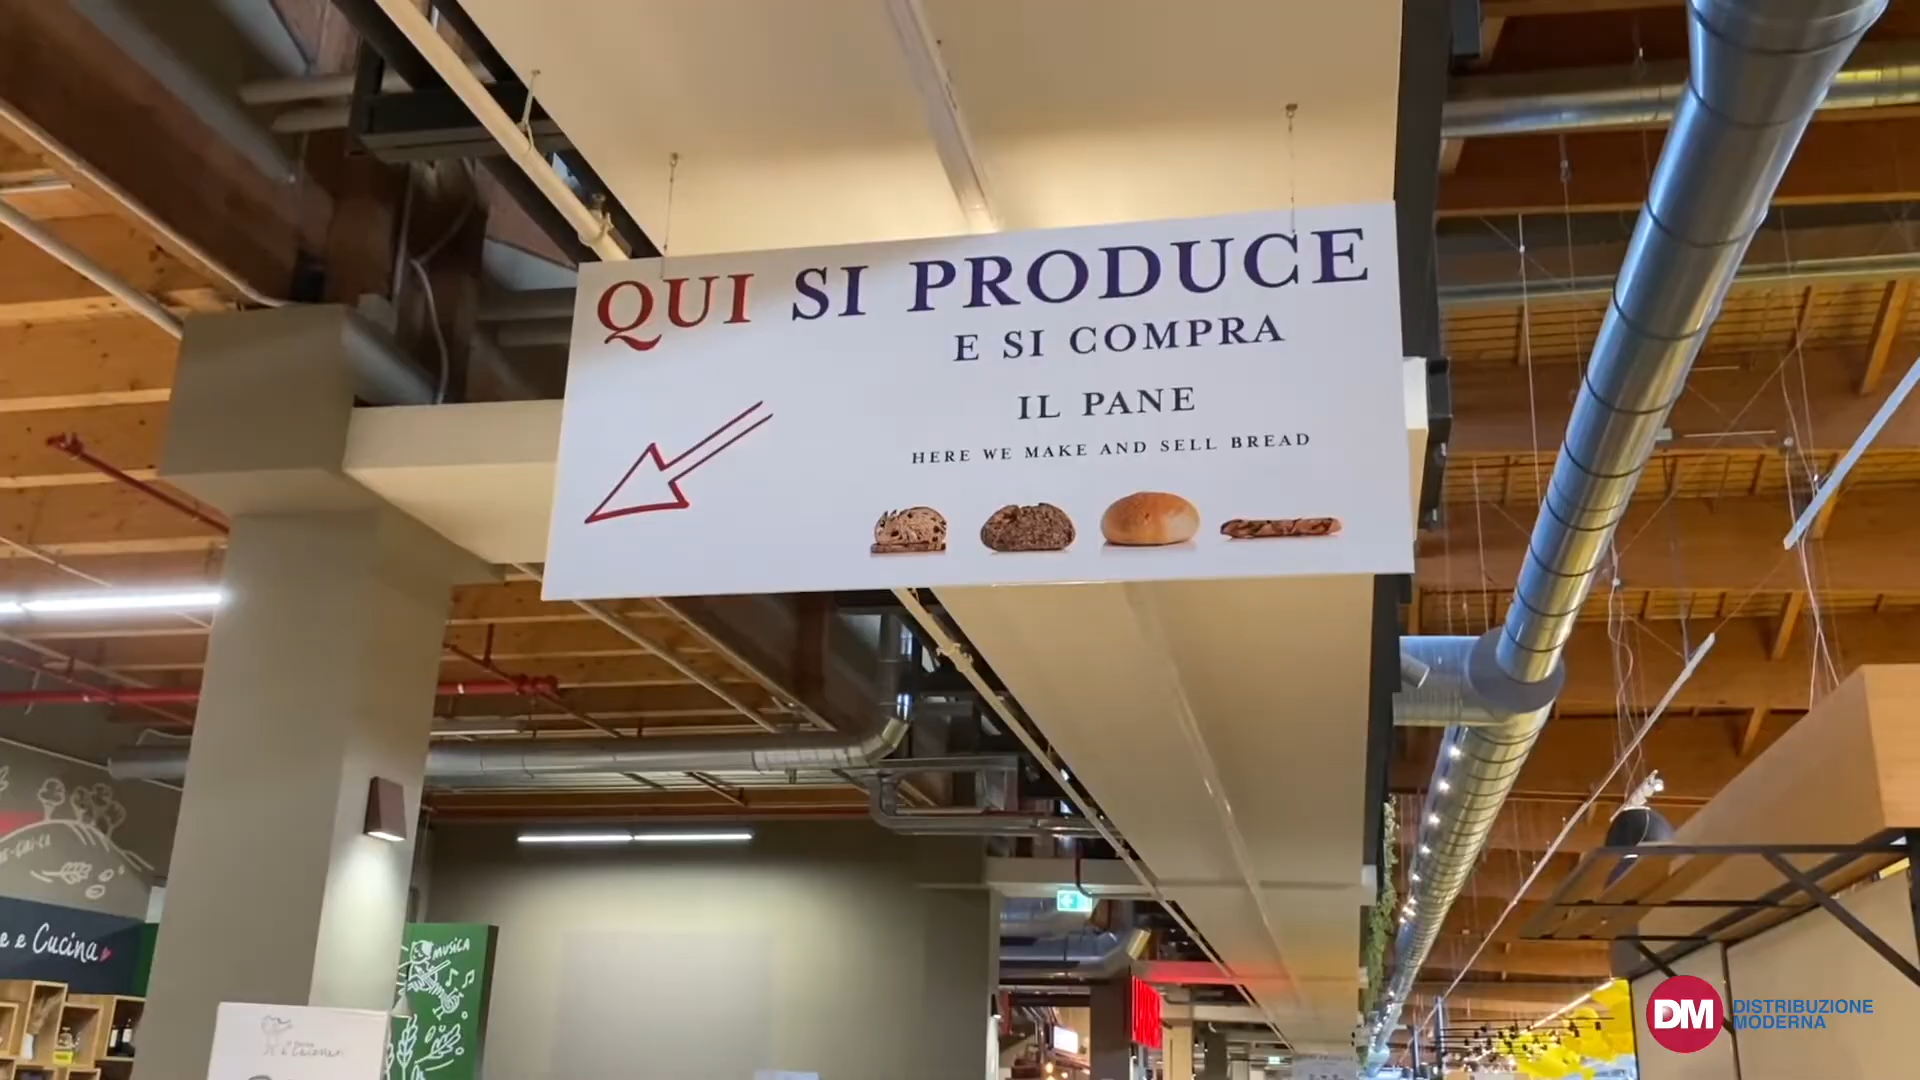 QUI SI PRODUCE
E SI COMPRA
IL PANE
HERE WE MAKE AND SELL BREAD
e Cucina
MUSICA
DM DISTRIBUZIONE
MODERNA